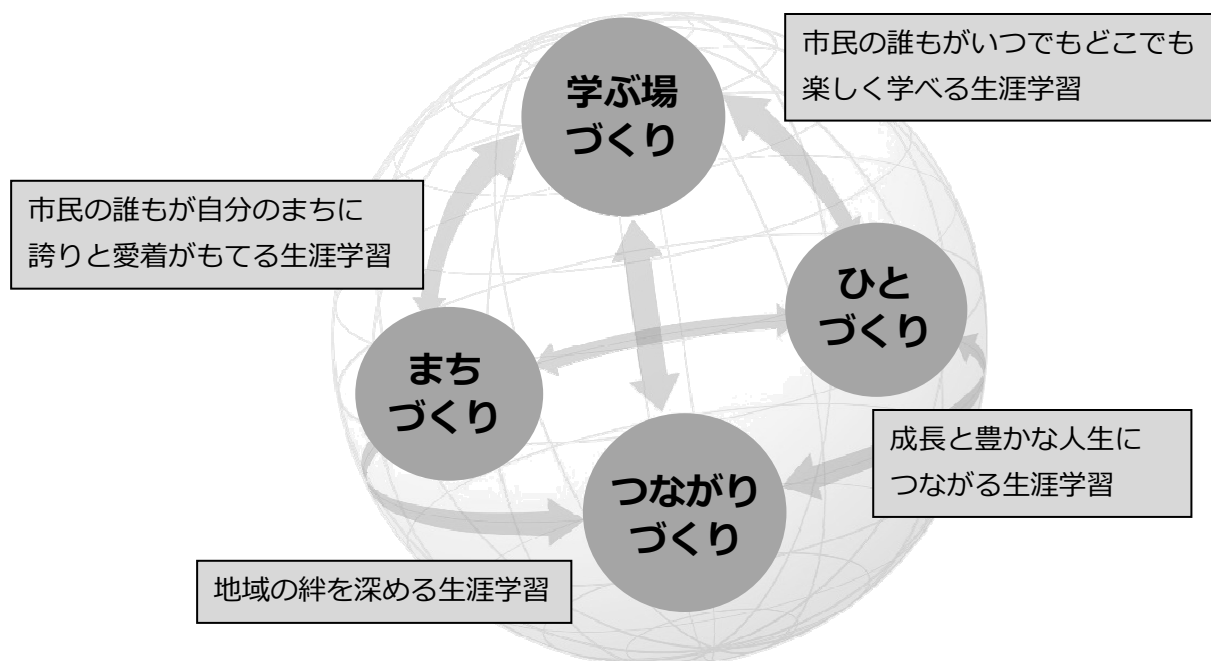 学ぶ場
づくり
市民の誰もがいつでもどこでも
楽しく学べる生涯学習
市民の誰もが自分のまちに
誇りと愛着がもてる生涯学習
ひと
づくり
まち
づくり
成長と豊かな人生に
つながる生涯学習
つながり
づくり
地域の絆を深める生涯学習